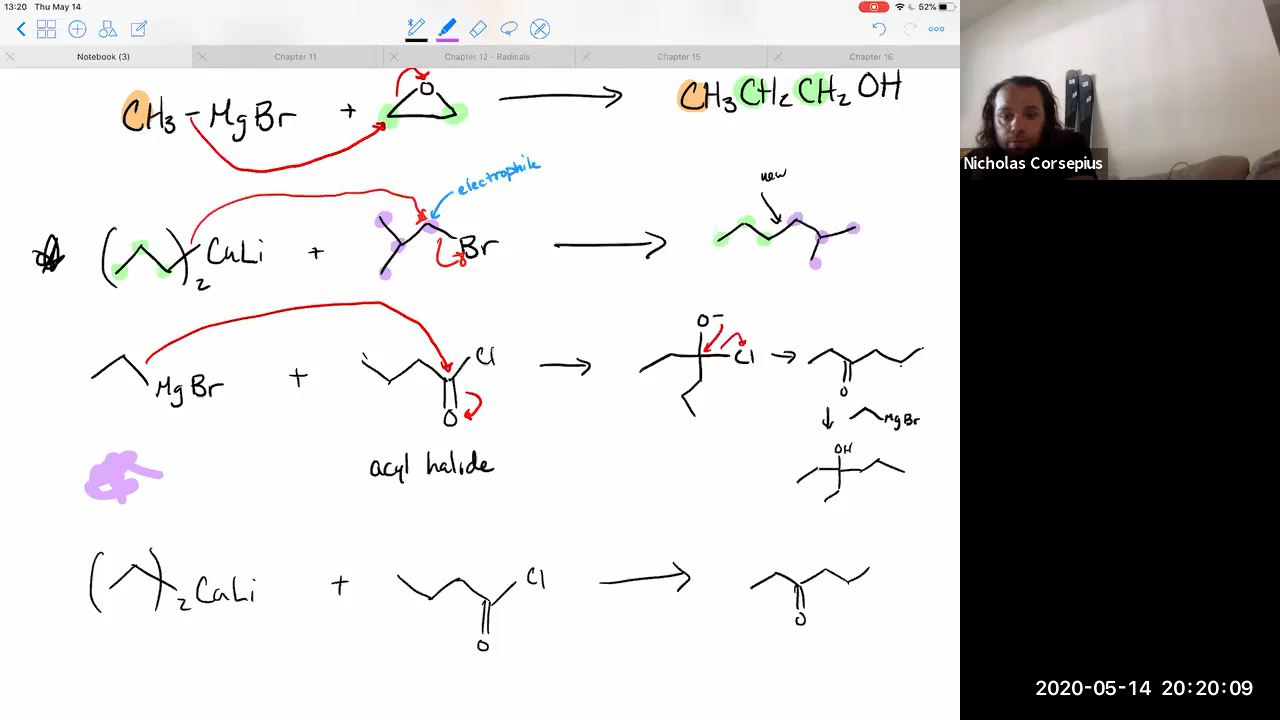 13:20 Thu May 14 52%
Notebook (3) Chapter 11 Chapter 12 - Radicals Chapter 15 Chapter 16
CH3 - MgBr + O → CH3CH2CH2OH
Nicholas Corsepius
electrophile
new
( )2 CuLi + Br →
O-
MgBr + Cl O → Cl → O
MgBr
OH
acyl halide
( )2 CuLi + Cl O → O
2020-05-14 20:20:09